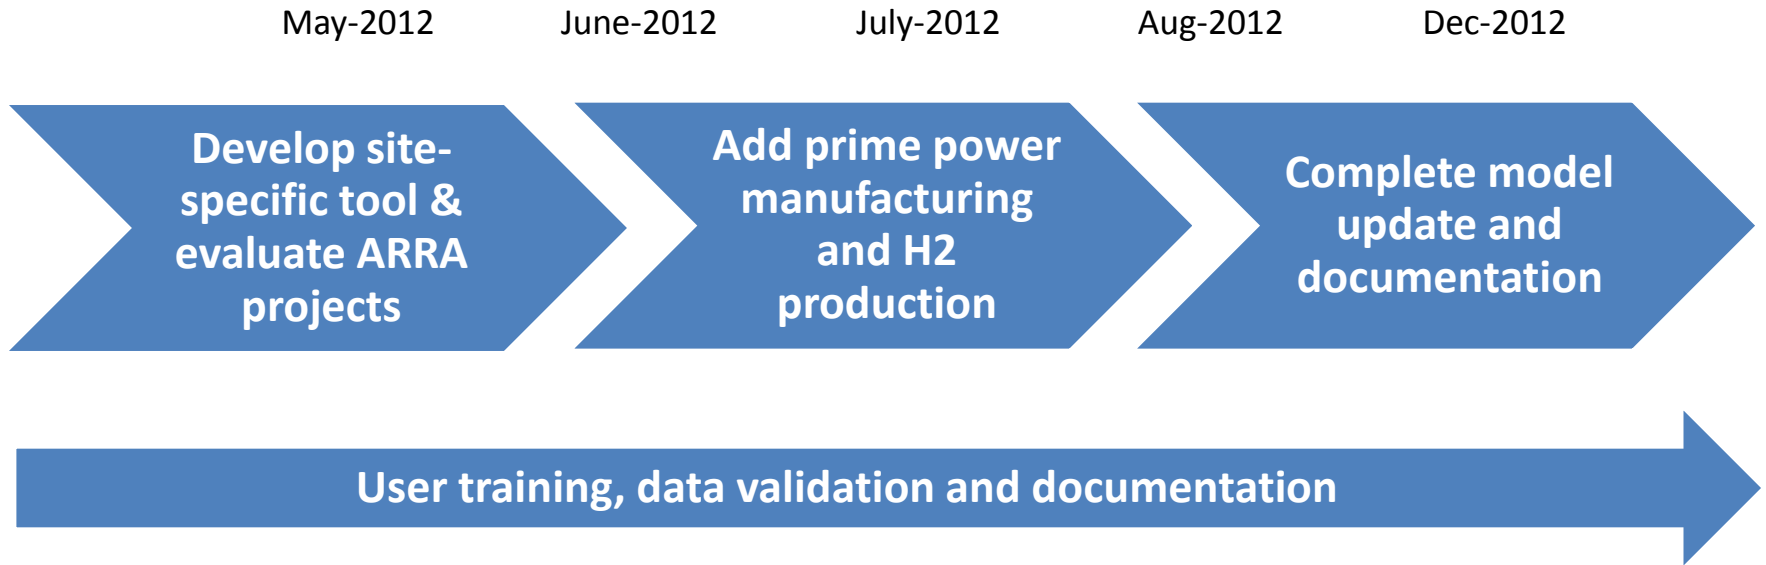 May-2012 June-2012 July-2012 Aug-2012 Dec-2012
Develop site-
specific tool &
evaluate ARRA
projects
Add prime power
manufacturing
and H2
production
Complete model
update and
documentation
User training, data validation and documentation